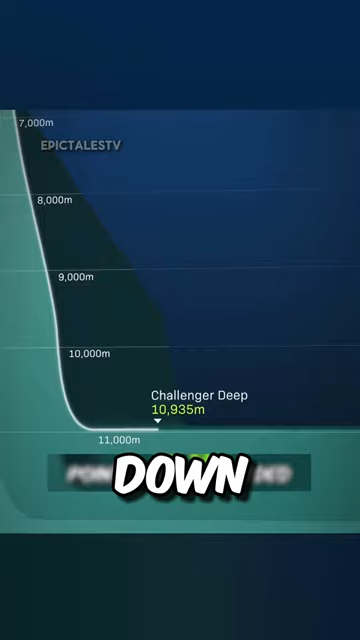 7,000m
EPICTALESTV
8,000m
9,000m
10,000m
Challenger Deep
10,935m
11,000m
DOWN